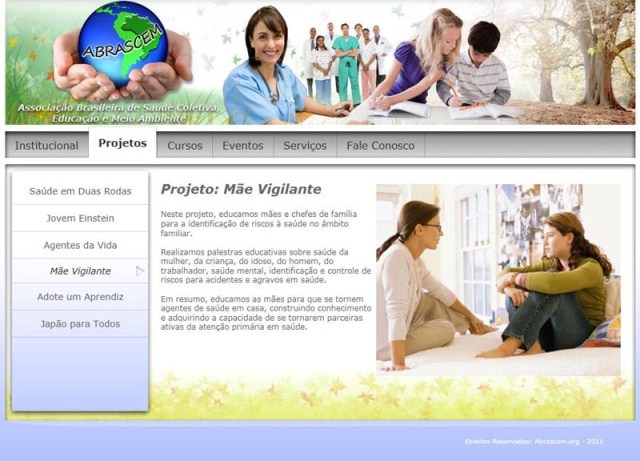 ABRASCEM
Associação Brasileira de Saúde Coletiva,
Educação e Meio Ambiente
Institucional
Projetos
Cursos
Eventos
Serviços
Fale Conosco
Saúde em Duas Rodas
Jovem Einstein
Agentes da Vida
Mãe Vigilante
Adote um Aprendiz
Japão para Todos
Projeto: Mãe Vigilante
Neste projeto, educamos mães e chefes de família
para a identificação de riscos à saúde no âmbito
familiar.
Realizamos palestras educativas sobre saúde da
mulher, da criança, do idoso, do homem, do
trabalhador, saúde mental, identificação e controle de
riscos para acidentes e agravos em saúde.
Em resumo, educamos as mães para que se tornem
agentes de saúde em casa, construindo conhecimento
e adquirindo a capacidade de se tornarem parceiras
ativas da atenção primária em saúde.
Direitos Reservados: Abrascem.org - 2011